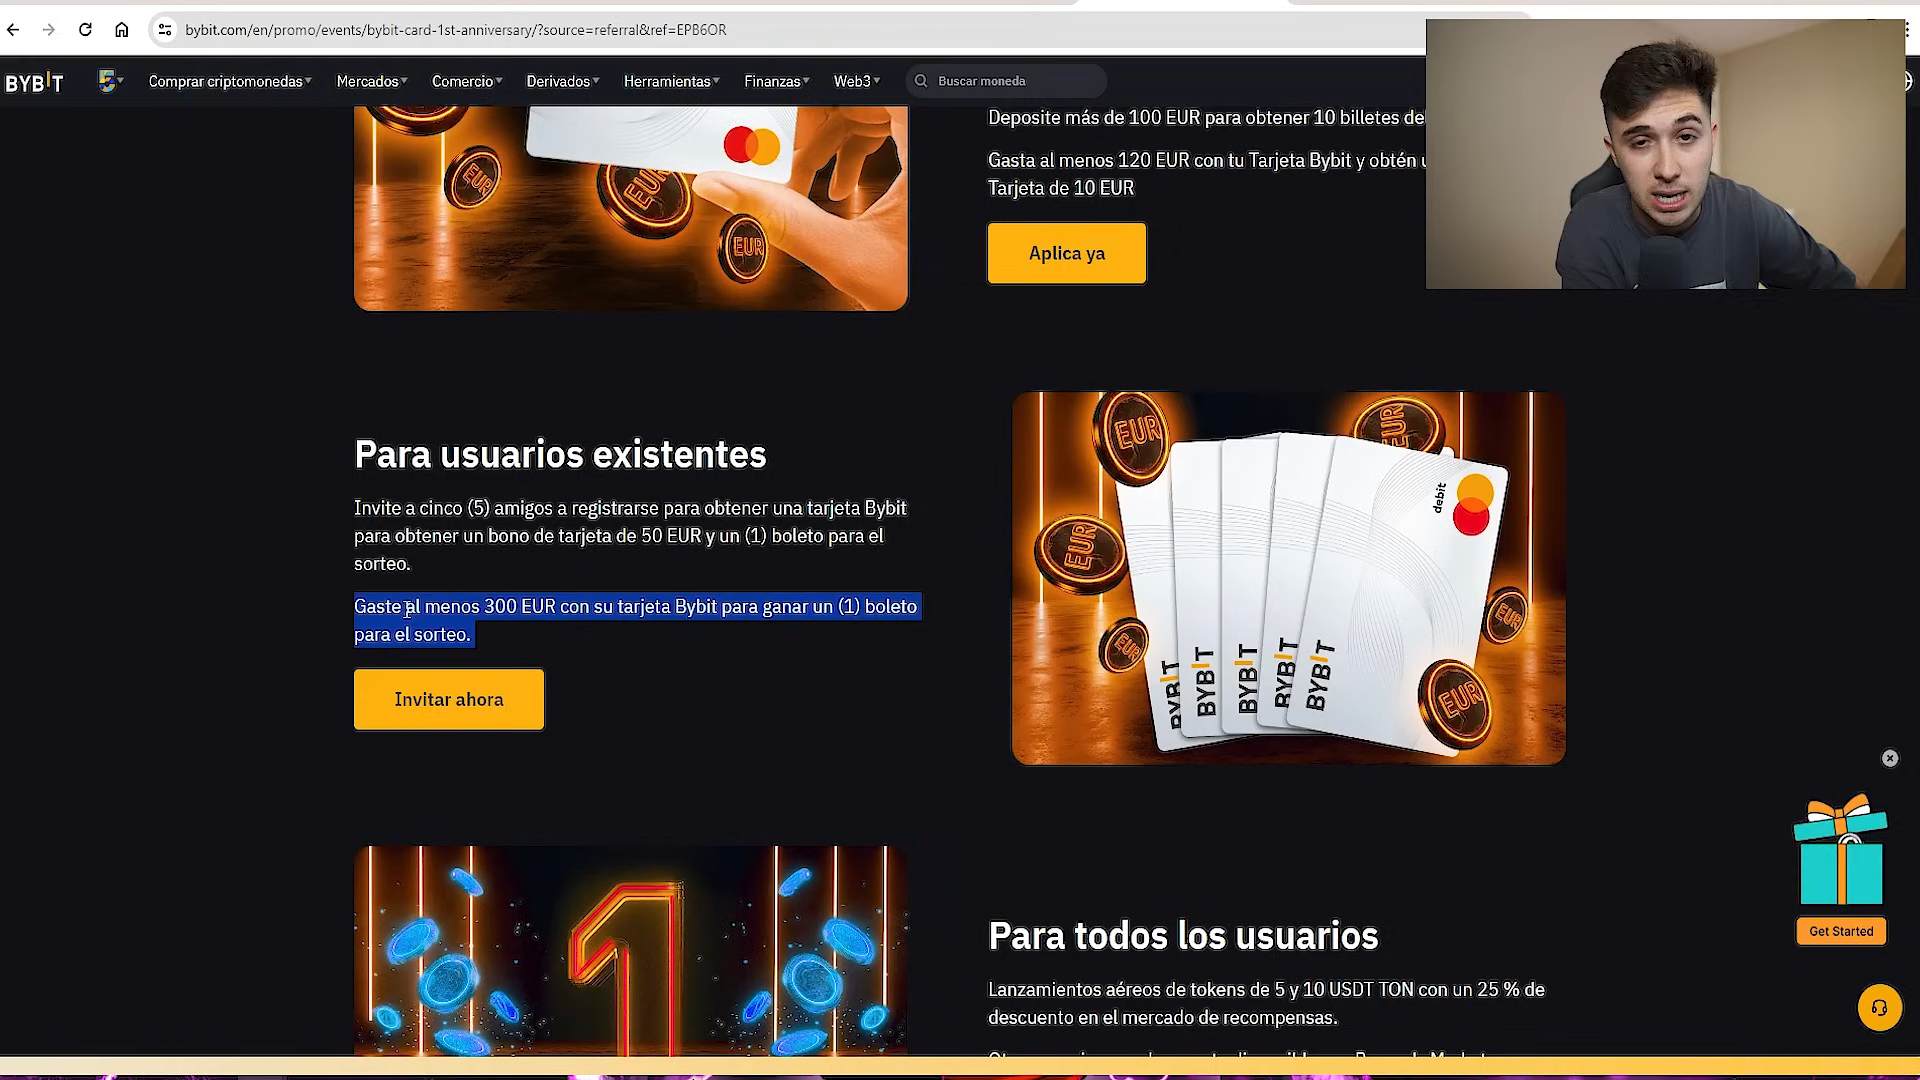 bybit.com/en/promo/events/bybit-card-1st-anniversary/?source=referral&ref=EPB6OR
BYBIT
Comprar criptomonedas
Mercados
Comercio
Derivados
Herramientas
Finanzas
Web3
Buscar moneda
EUR
EUR
EUR
Deposite más de 100 EUR para obtener 10 billetes del
Gasta al menos 120 EUR con tu Tarjeta Bybit y obtén
Tarjeta de 10 EUR
Aplica ya
Para usuarios existentes
Invite a cinco (5) amigos a registrarse para obtener una tarjeta Bybit
para obtener un bono de tarjeta de 50 EUR y un (1) boleto para el
sorteo.
Gaste al menos 300 EUR con su tarjeta Bybit para ganar un (1) boleto
para el sorteo.
Invitar ahora
EUR
EUR
EUR
EUR
EUR
EUR
debit
BYBIT
BYBIT
BYBIT
BYBIT
BYBIT
1
Para todos los usuarios
Lanzamientos aéreos de tokens de 5 y 10 USDT TON con un 25 % de
descuento en el mercado de recompensas.
Get Started